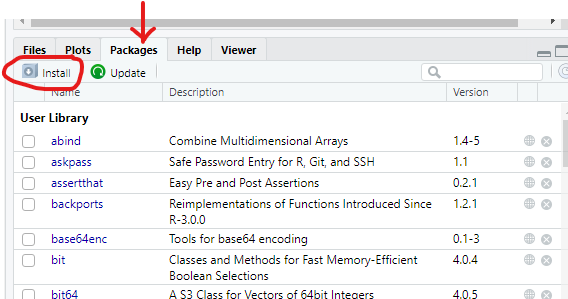 Files Plots Packages Help Viewer
Install Update
Name Description Version
User Library
abind Combine Multidimensional Arrays 1.4-5
askpass Safe Password Entry for R, Git, and SSH 1.1
assertthat Easy Pre and Post Assertions 0.2.1
backports Reimplementations of Functions Introduced Since 1.2.1
R-3.0.0
base64enc Tools for base64 encoding 0.1-3
bit Classes and Methods for Fast Memory-Efficient 4.0.4
Boolean Selections
bit64 A S3 Class for Vectors of 64bit Integers 4.0.5